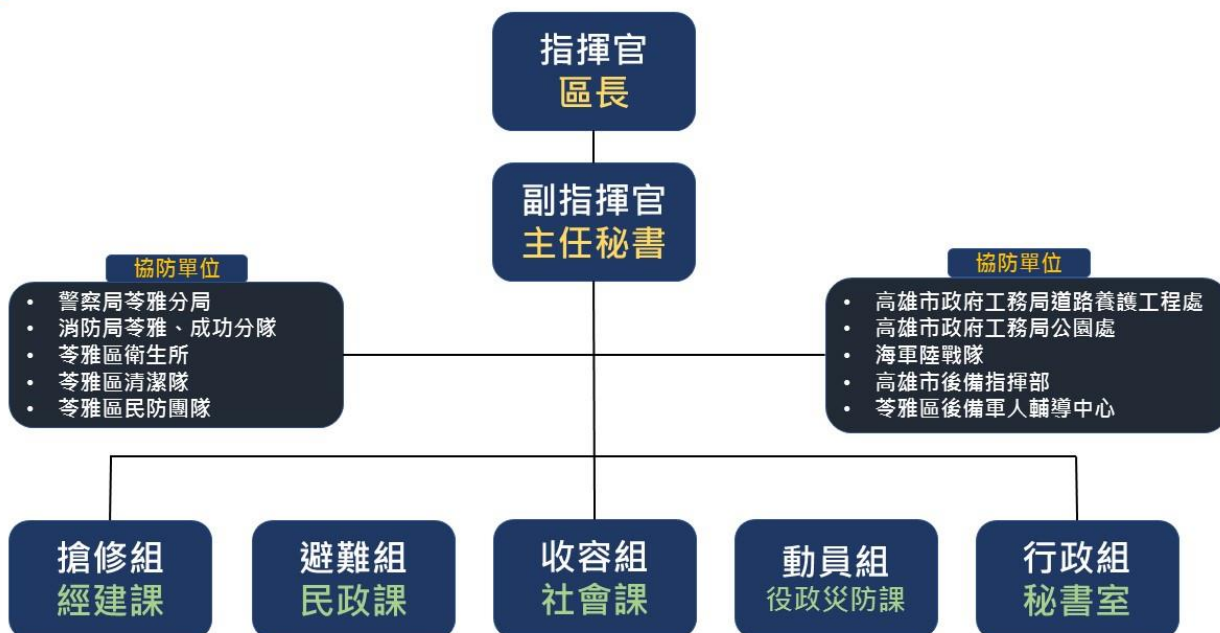 指揮官
區長
副指揮官
主任秘書
協防單位
• 警察局苓雅分局
• 消防局苓雅、成功分隊
• 苓雅區衛生所
• 苓雅區清潔隊
• 苓雅區民防團隊
協防單位
• 高雄市政府工務局道路養護工程處
• 高雄市政府工務局公園處
• 海軍陸戰隊
• 高雄市後備指揮部
• 苓雅區後備軍人輔導中心
搶修組
經建課
避難組
民政課
收容組
社會課
動員組
役政災防課
行政組
秘書室